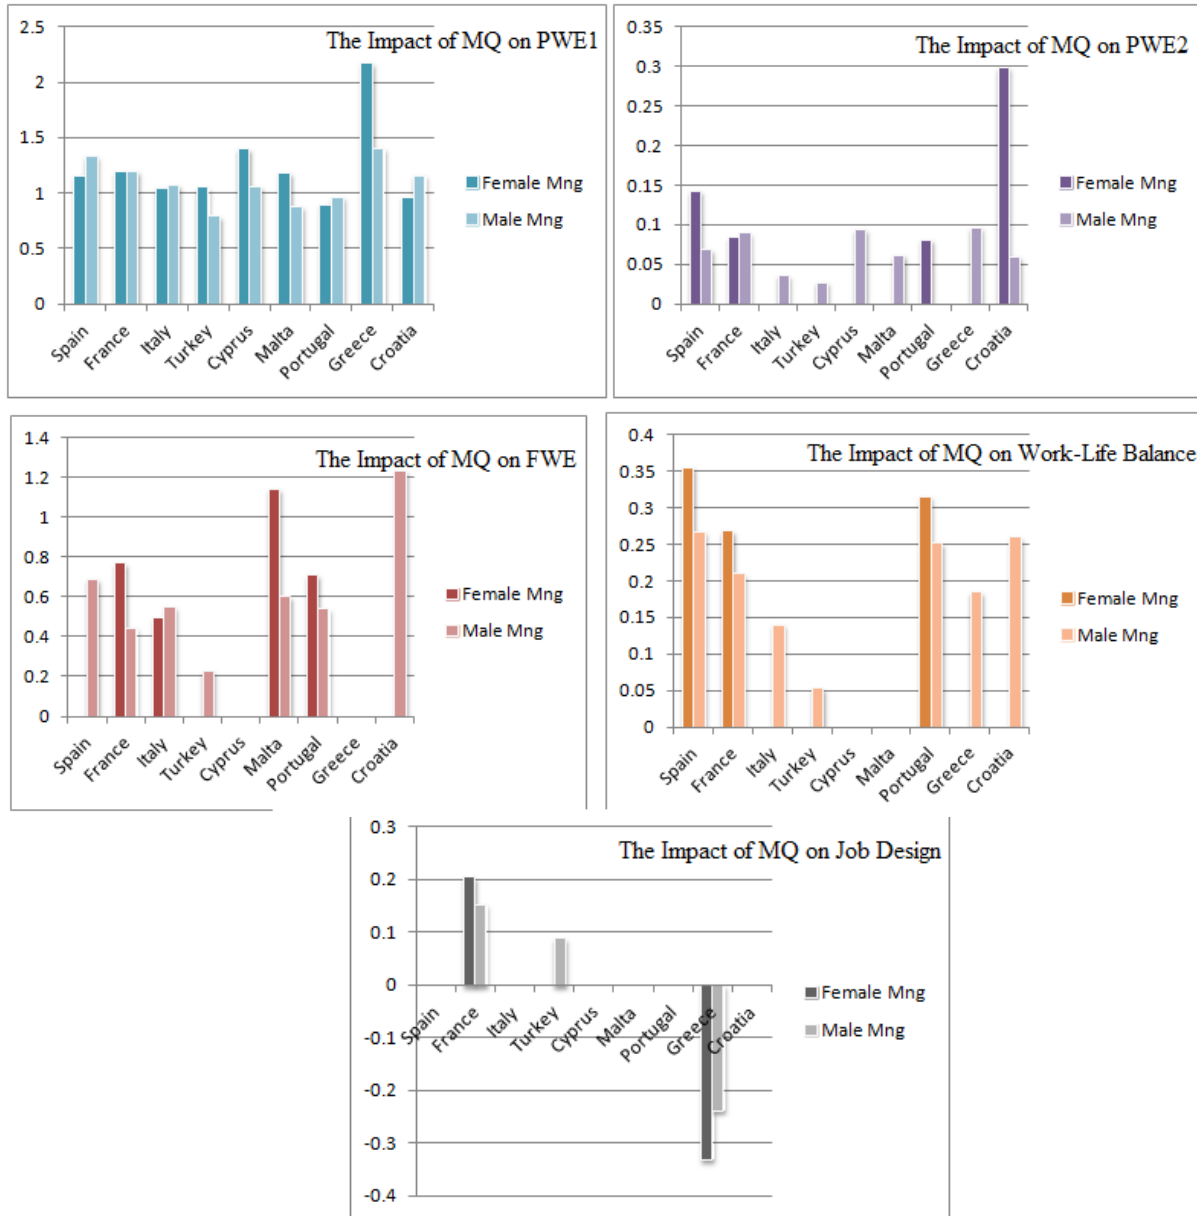 The Impact of MQ on PWE1
2.5
2
1.5
1
0.5
0
Spain
France
Italy
Turkey
Cyprus
Malta
Portugal
Greece
Croatia
Female Mng
Male Mng
The Impact of MQ on PWE2
0.35
0.3
0.25
0.2
0.15
0.1
0.05
0
Spain
France
Italy
Turkey
Cyprus
Malta
Portugal
Greece
Croatia
Female Mng
Male Mng
The Impact of MQ on FWE
1.4
1.2
1
0.8
0.6
0.4
0.2
0
Spain
France
Italy
Turkey
Cyprus
Malta
Portugal
Greece
Croatia
Female Mng
Male Mng
The Impact of MQ on Work-Life Balance
0.4
0.35
0.3
0.25
0.2
0.15
0.1
0.05
0
Spain
France
Italy
Turkey
Cyprus
Malta
Portugal
Greece
Croatia
Female Mng
Male Mng
The Impact of MQ on Job Design
0.3
0.2
0.1
0
-0.1
-0.2
-0.3
-0.4
Spain
France
Italy
Turkey
Cyprus
Malta
Portugal
Greece
Croatia
Female Mng
Male Mng